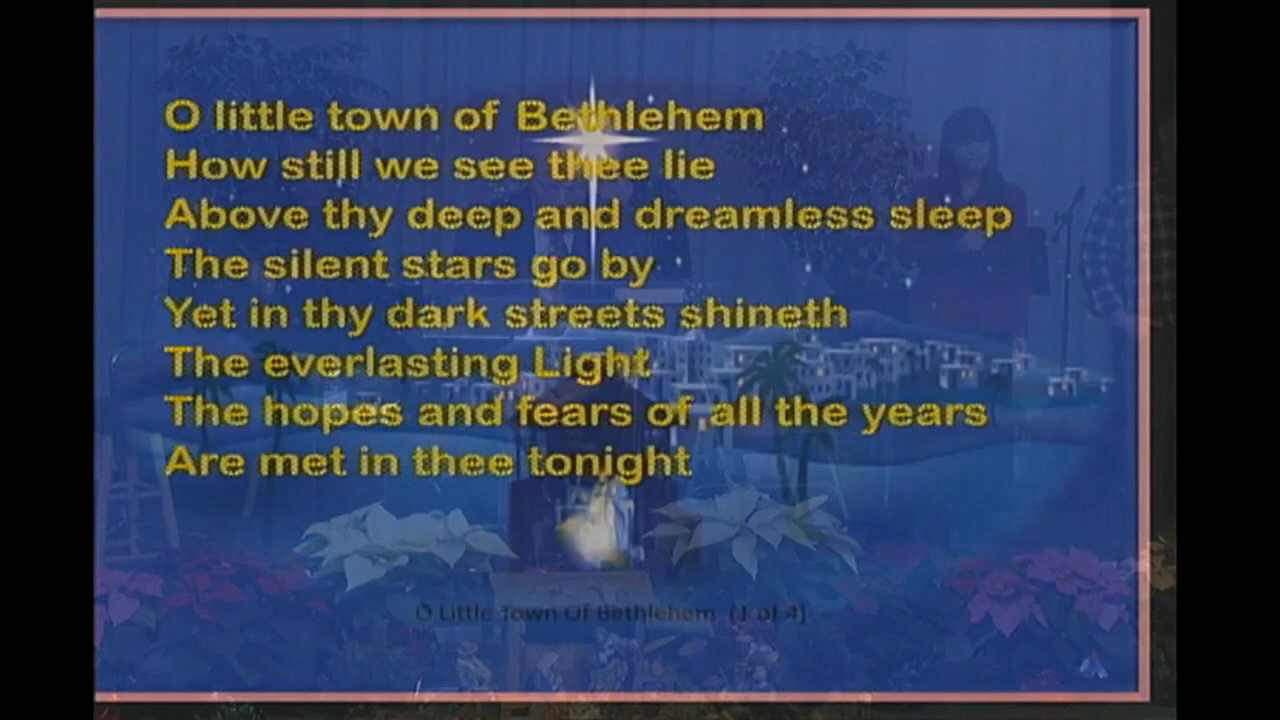 O little town of Bethlehem
How still we see thee lie
Above thy deep and dreamless sleep
The silent stars go by
Yet in thy dark streets shineth
The everlasting Light
The hopes and fears of all the years
Are met in thee tonight
O Little Town Of Bethlehem (1 of 4)